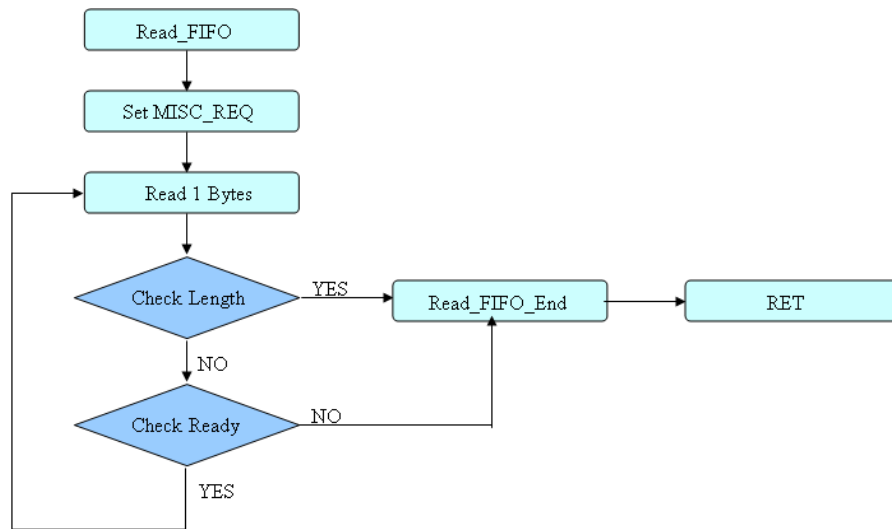 Read_FIFO
Set MISC_REQ
Read 1 Bytes
Check Length
YES
Read_FIFO_End
RET
NO
Check Ready
NO
YES